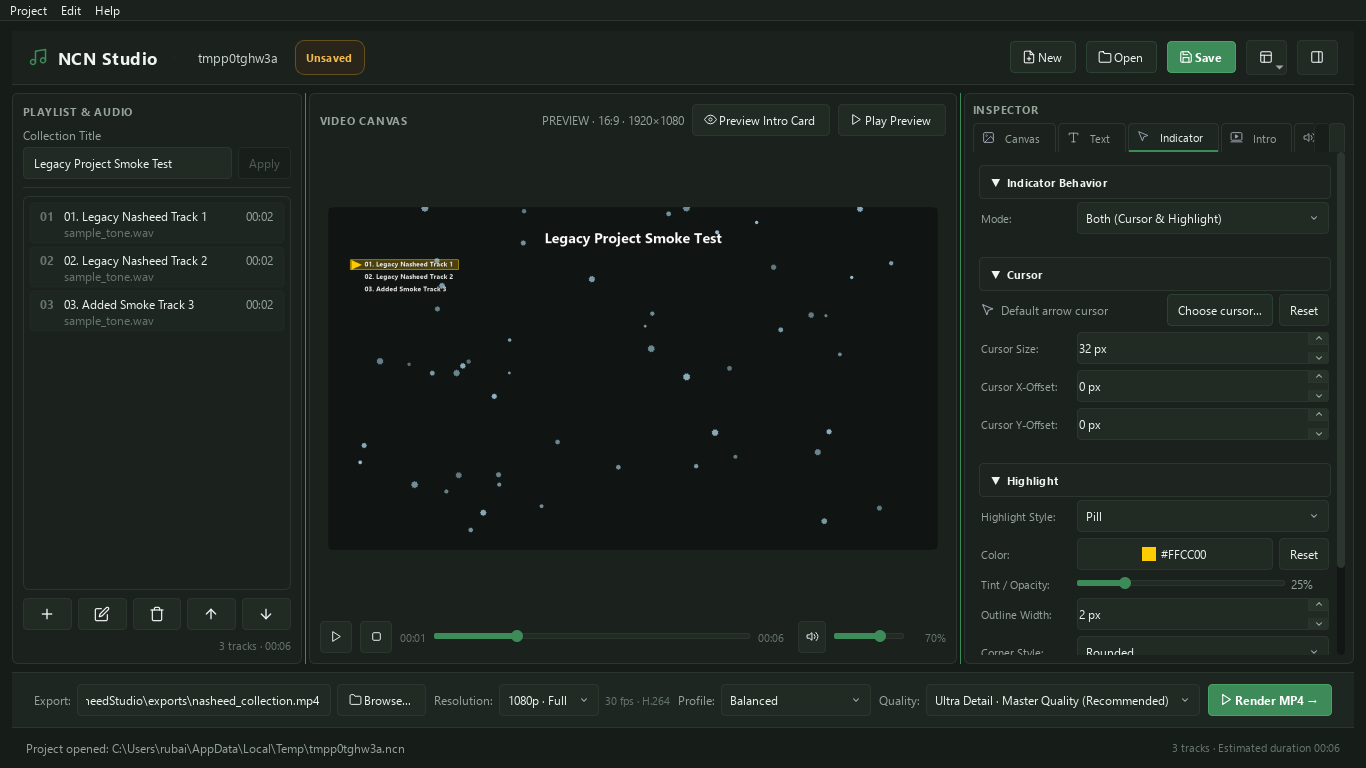 Project Edit Help
NCN Studio tmpp0tghw3a Unsaved New Open Save
PLAYLIST & AUDIO
Collection Title
Legacy Project Smoke Test Apply
01 01. Legacy Nasheed Track 1 00:02
sample_tone.wav
02 02. Legacy Nasheed Track 2 00:02
sample_tone.wav
03 03. Added Smoke Track 3 00:02
sample_tone.wav
3 tracks · 00:06
VIDEO CANVAS PREVIEW · 16:9 · 1920×1080 Preview Intro Card Play Preview
Legacy Project Smoke Test
01. Legacy Nasheed Track 1
02. Legacy Nasheed Track 2
03. Added Smoke Track 3
00:01 00:06 70%
INSPECTOR
Canvas Text Indicator Intro
▼ Indicator Behavior
Mode: Both (Cursor & Highlight)
▼ Cursor
Default arrow cursor Choose cursor... Reset
Cursor Size: 32 px
Cursor X-Offset: 0 px
Cursor Y-Offset: 0 px
▼ Highlight
Highlight Style: Pill
Color: #FFCC00 Reset
Tint / Opacity: 25%
Outline Width: 2 px
Corner Style: Rounded
Export: heedStudio\exports\nasheed_collection.mp4 Browse... Resolution: 1080p · Full 30 fps · H.264 Profile: Balanced Quality: Ultra Detail · Master Quality (Recommended) Render MP4 →
Project opened: C:\Users\rubai\AppData\Local\Temp\tmpp0tghw3a.ncn 3 tracks · Estimated duration 00:06